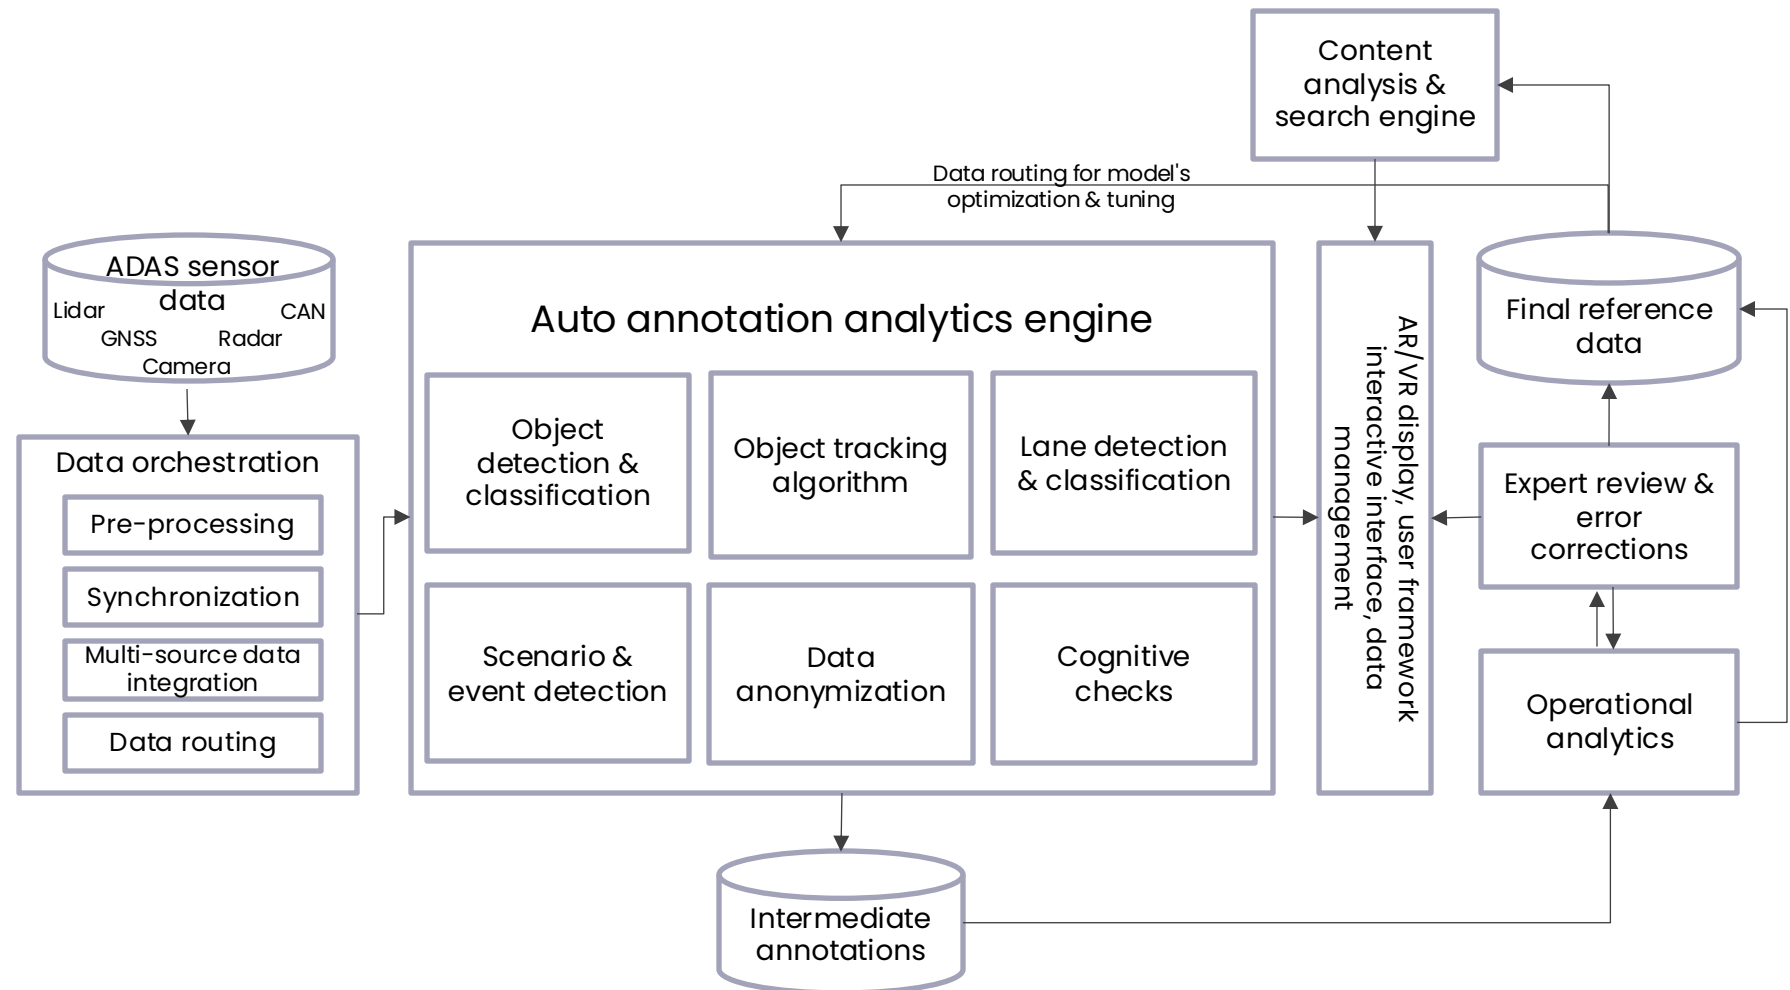 Content
analysis &
search engine
Data routing for model's
optimization & tuning
ADAS sensor
data
Lidar
CAN
GNSS
Radar
Camera
Data orchestration
Pre-processing
Synchronization
Multi-source data
integration
Data routing
Auto annotation analytics engine
Object
detection &
classification
Object tracking
algorithm
Lane detection
& classification
Scenario &
event detection
Data
anonymization
Cognitive
checks
AR/VR display, user framework
interactive interface, data
management
Final reference
data
Expert review &
error
corrections
Operational
analytics
Intermediate
annotations